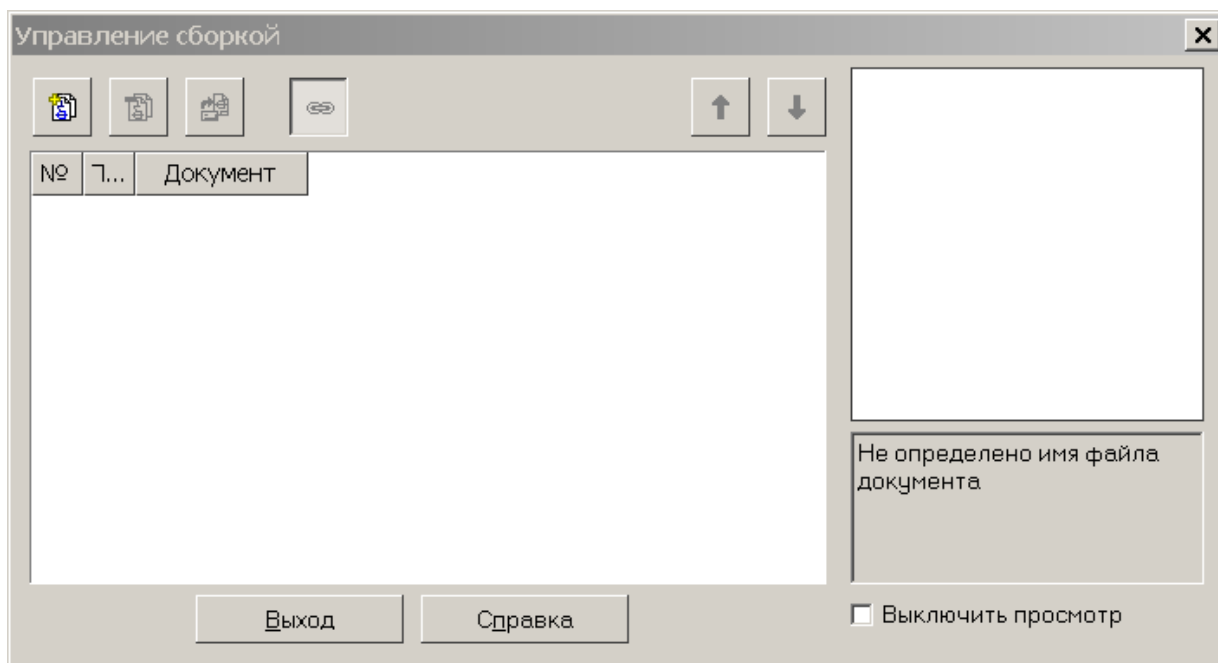 Управление сборкой
№ Т... Документ
Не определено имя файла
документа
Выход Справка
Выключить просмотр